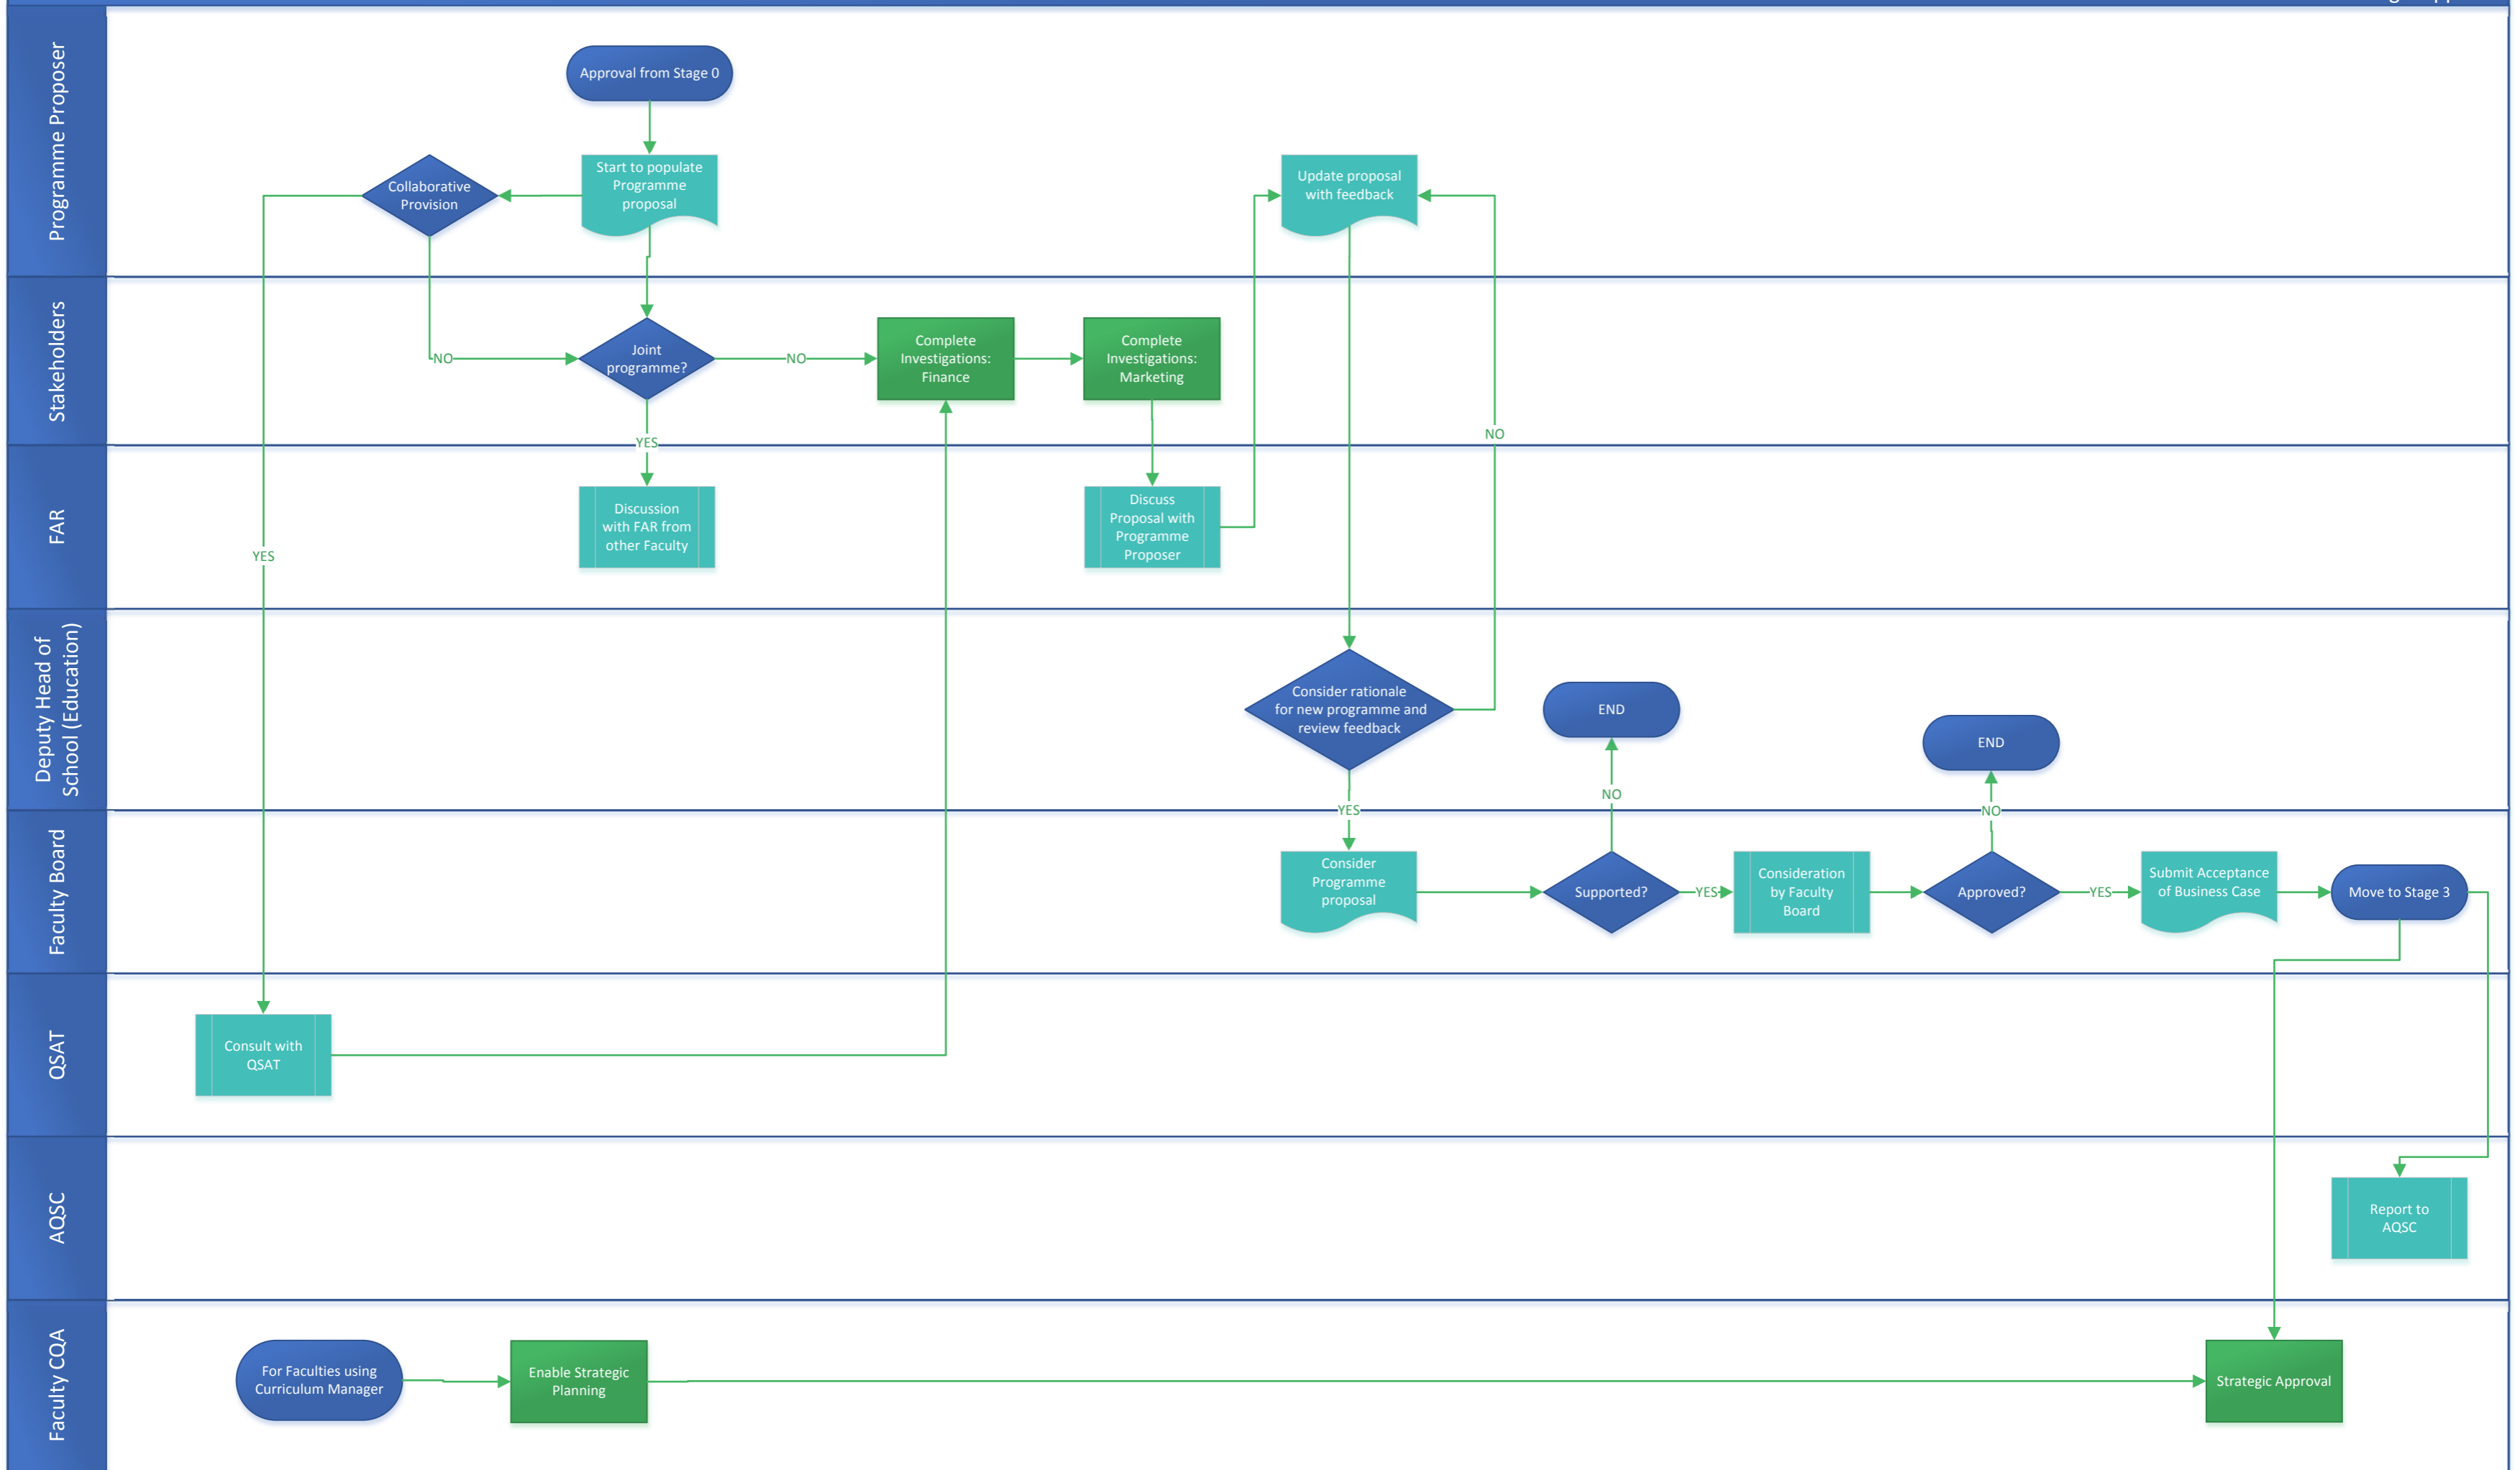 Programme Proposer
Approval from Stage 0
Collaborative
Provision
Start to populate
Programme
proposal
Update proposal
with feedback
Stakeholders
NO
Joint
programme?
NO
Complete
Investigations:
Finance
Complete
Investigations:
Marketing
YES
NO
FAR
YES
Discussion
with FAR from
other Faculty
Discuss
Proposal with
Programme
Proposer
Deputy Head of
School (Education)
Consider rationale
for new programme and
review feedback
END
END
NO
YES
NO
Faculty Board
Consider
Programme
proposal
Supported?
YES
Consideration
by Faculty
Board
Approved?
YES
Submit Acceptance
of Business Case
Move to Stage 3
QSAT
Consult with
QSAT
AQSC
Report to
AQSC
Faculty CQA
For Faculties using
Curriculum Manager
Enable Strategic
Planning
Strategic Approval